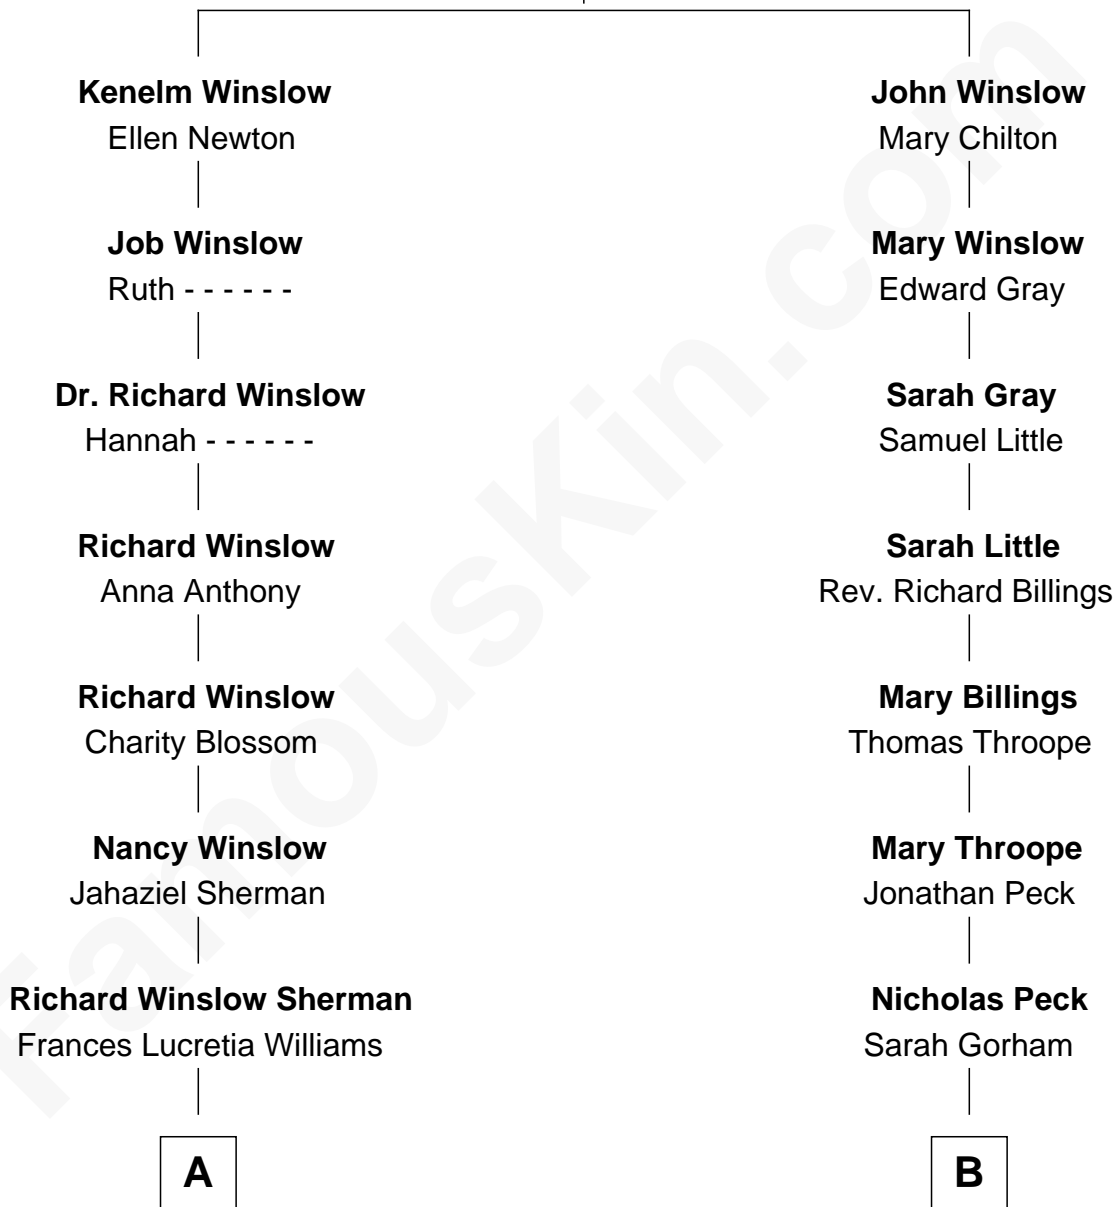 Kenelm Winslow
Ellen Newton
Job Winslow
Ruth - - - - - -
Dr. Richard Winslow
Hannah - - - - - -
Richard Winslow
Anna Anthony
Richard Winslow
Charity Blossom
Nancy Winslow
Jahaziel Sherman
Richard Winslow Sherman
Frances Lucretia Williams
A
John Winslow
Mary Chilton
Mary Winslow
Edward Gray
Sarah Gray
Samuel Little
Sarah Little
Rev. Richard Billings
Mary Billings
Thomas Throope
Mary Throope
Jonathan Peck
Nicholas Peck
Sarah Gorham
B
FamousKin.com